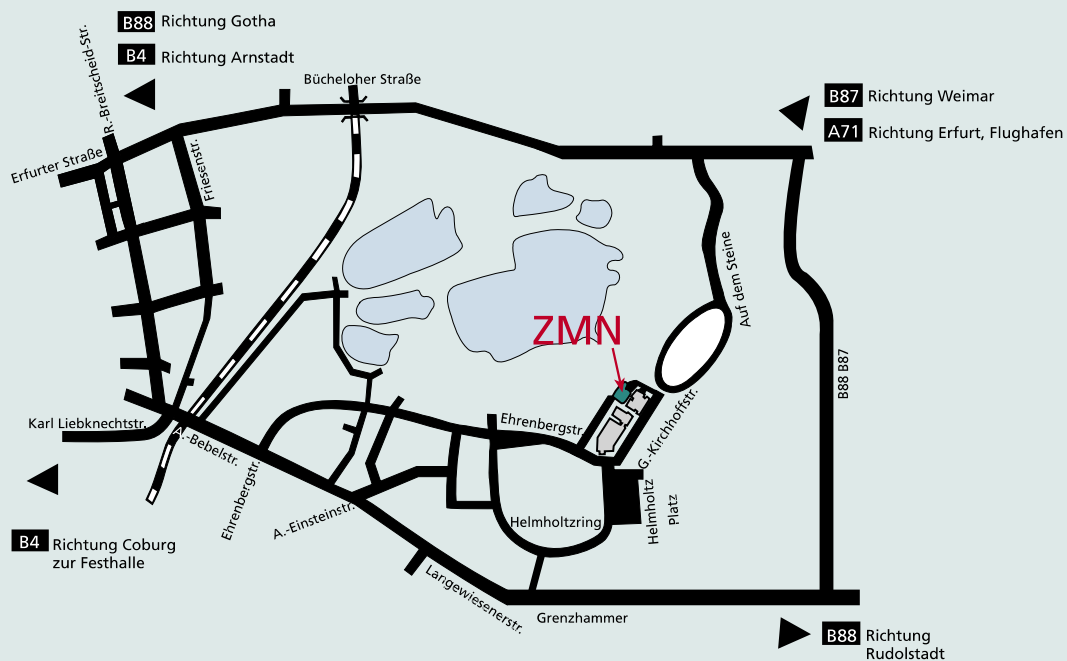 B88 Richtung Gotha
B4 Richtung Arnstadt
R.-Breitscheid-Str.
Bücheloher Straße
B87 Richtung Weimar
A71 Richtung Erfurt, Flughafen
Erfurter Straße
Friesenstr.
Auf dem Steine
ZMN
B88 B87
Karl Liebknechtstr.
A.-Bebelstr.
Ehrenbergstr.
Ehrenbergstr.
G.-Kirchhoffstr.
A.-Einsteinstr.
Helmholtzring
Helmholtz
Platz
B4 Richtung Coburg
zur Festhalle
Langewiesenerstr.
Grenzhammer
B88 Richtung
Rudolstadt